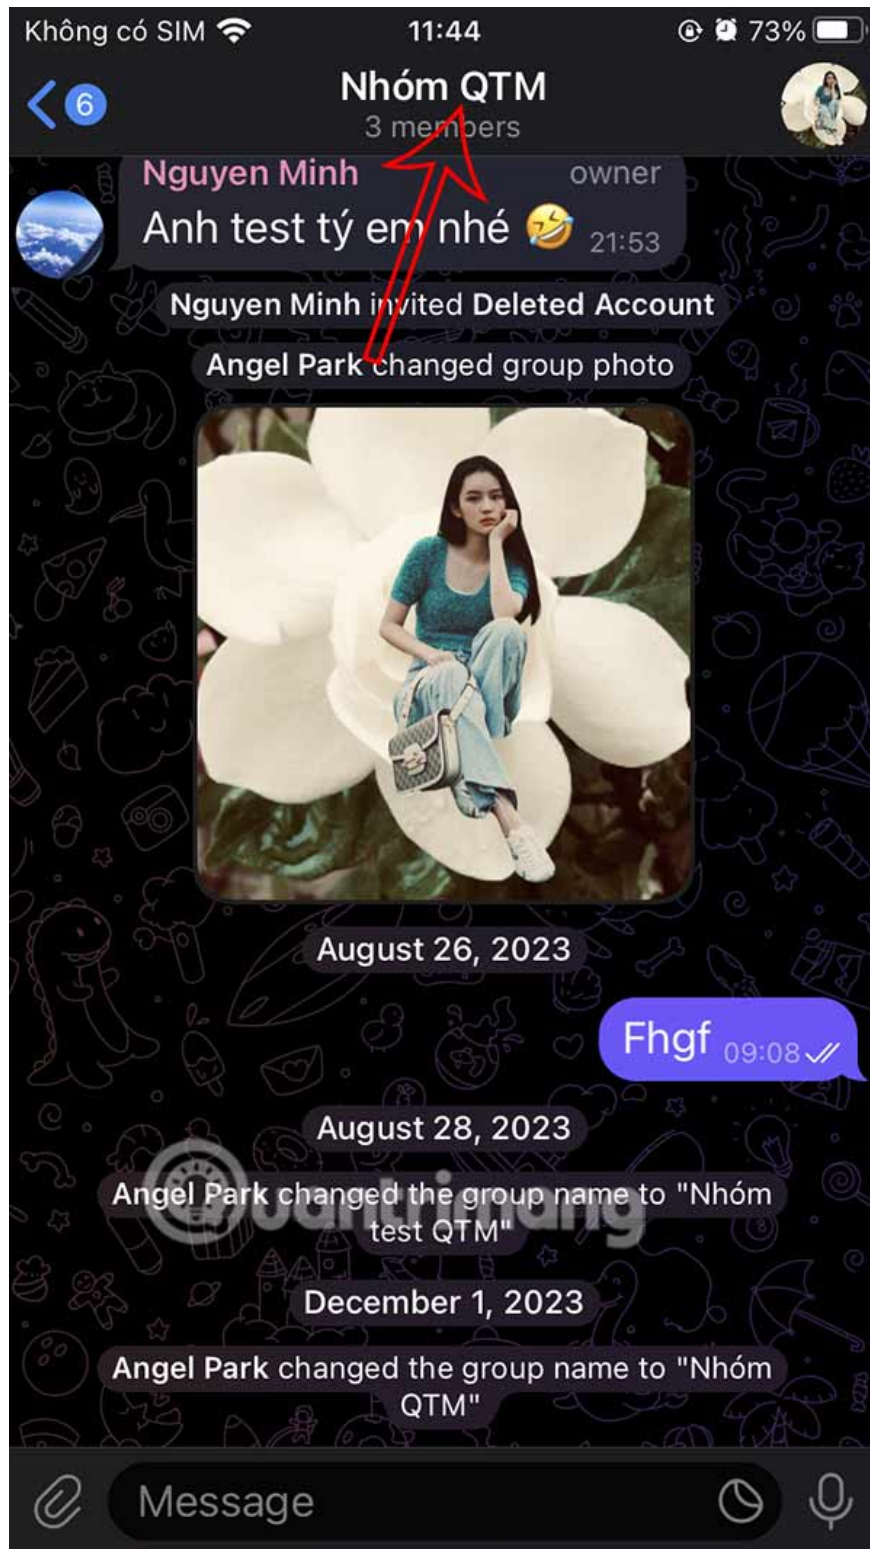 Không có SIM 11:44 73%
6 Nhóm QTM
3 members
Nguyen Minh owner
Anh test tý em nhé 🤣 21:53
Nguyen Minh invited Deleted Account
Angel Park changed group photo
August 26, 2023
Fhgf 09:08
August 28, 2023
Angel Park changed the group name to "Nhóm
test QTM"
Quantrimang
December 1, 2023
Angel Park changed the group name to "Nhóm
QTM"
Message